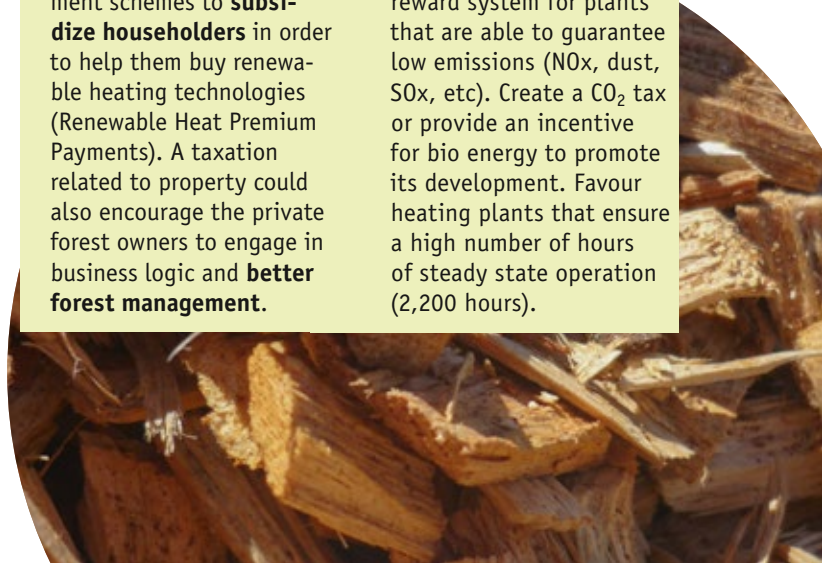 ment schemes to subsi-
dize householders in order
to help them buy renewa-
ble heating technologies
(Renewable Heat Premium
Payments). A taxation
related to property could
also encourage the private
forest owners to engage in
business logic and better
forest management.
reward system for plants
that are able to guarantee
low emissions (NOx, dust,
SOx, etc). Create a CO₂ tax
or provide an incentive
for bio energy to promote
its development. Favour
heating plants that ensure
a high number of hours
of steady state operation
(2,200 hours).